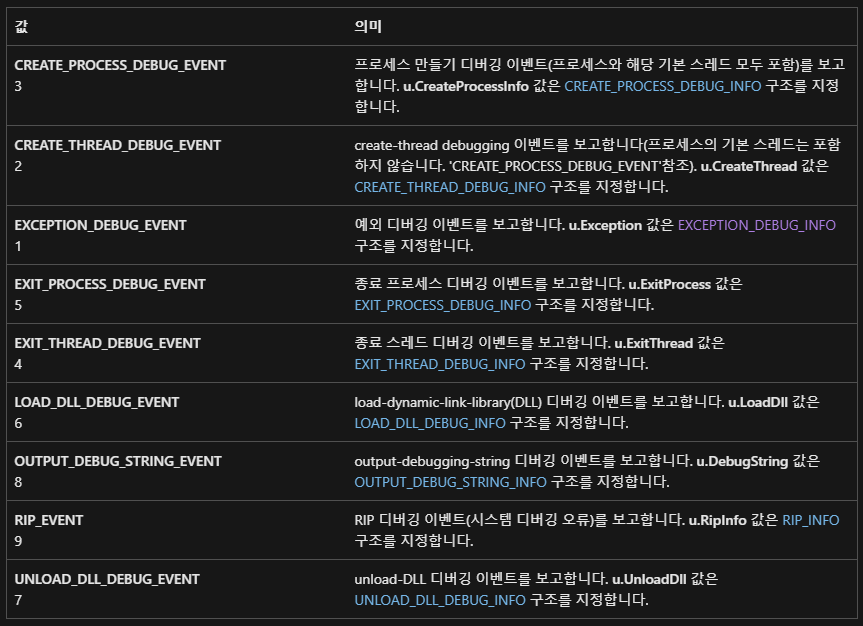 값 의미
CREATE_PROCESS_DEBUG_EVENT
3
프로세스 만들기 디버깅 이벤트(프로세스와 해당 기본 스레드 모두 포함)를 보고
합니다. u.CreateProcessInfo 값은 CREATE_PROCESS_DEBUG_INFO 구조를 지정
합니다.
CREATE_THREAD_DEBUG_EVENT
2
create-thread debugging 이벤트를 보고합니다(프로세스의 기본 스레드는 포함
하지 않습니다. 'CREATE_PROCESS_DEBUG_EVENT'참조). u.CreateThread 값은
CREATE_THREAD_DEBUG_INFO 구조를 지정합니다.
EXCEPTION_DEBUG_EVENT
1
예외 디버깅 이벤트를 보고합니다. u.Exception 값은 EXCEPTION_DEBUG_INFO
구조를 지정합니다.
EXIT_PROCESS_DEBUG_EVENT
5
종료 프로세스 디버깅 이벤트를 보고합니다. u.ExitProcess 값은
EXIT_PROCESS_DEBUG_INFO 구조를 지정합니다.
EXIT_THREAD_DEBUG_EVENT
4
종료 스레드 디버깅 이벤트를 보고합니다. u.ExitThread 값은
EXIT_THREAD_DEBUG_INFO 구조를 지정합니다.
LOAD_DLL_DEBUG_EVENT
6
load-dynamic-link-library(DLL) 디버깅 이벤트를 보고합니다. u.LoadDll 값은
LOAD_DLL_DEBUG_INFO 구조를 지정합니다.
OUTPUT_DEBUG_STRING_EVENT
8
output-debugging-string 디버깅 이벤트를 보고합니다. u.DebugString 값은
OUTPUT_DEBUG_STRING_INFO 구조를 지정합니다.
RIP_EVENT
9
RIP 디버깅 이벤트(시스템 디버깅 오류)를 보고합니다. u.RipInfo 값은 RIP_INFO
구조를 지정합니다.
UNLOAD_DLL_DEBUG_EVENT
7
unload-DLL 디버깅 이벤트를 보고합니다. u.UnloadDll 값은
UNLOAD_DLL_DEBUG_INFO 구조를 지정합니다.